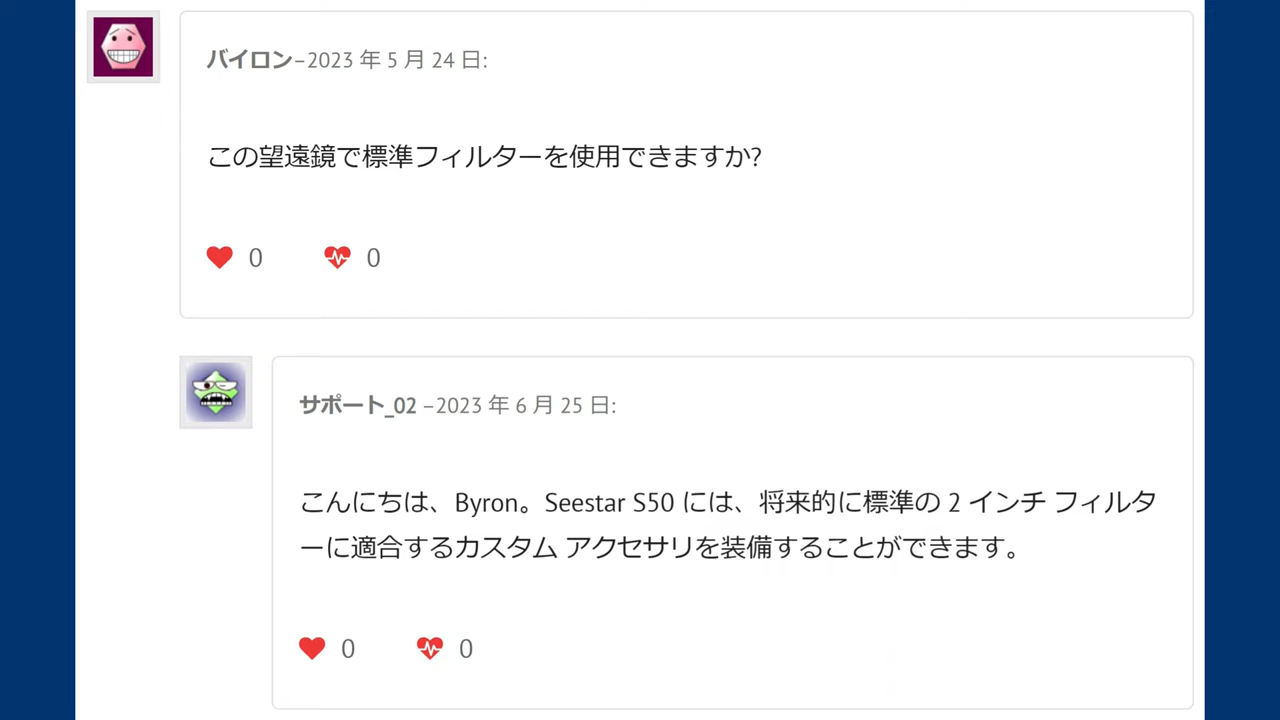 バイロン–2023 年 5 月 24 日:
この望遠鏡で標準フィルターを使用できますか?
0 0
サポート_02 –2023 年 6 月 25 日:
こんにちは、Byron。Seestar S50 には、将来的に標準の 2 インチ フィルタ
ーに適合するカスタム アクセサリを装備することができます。
0 0